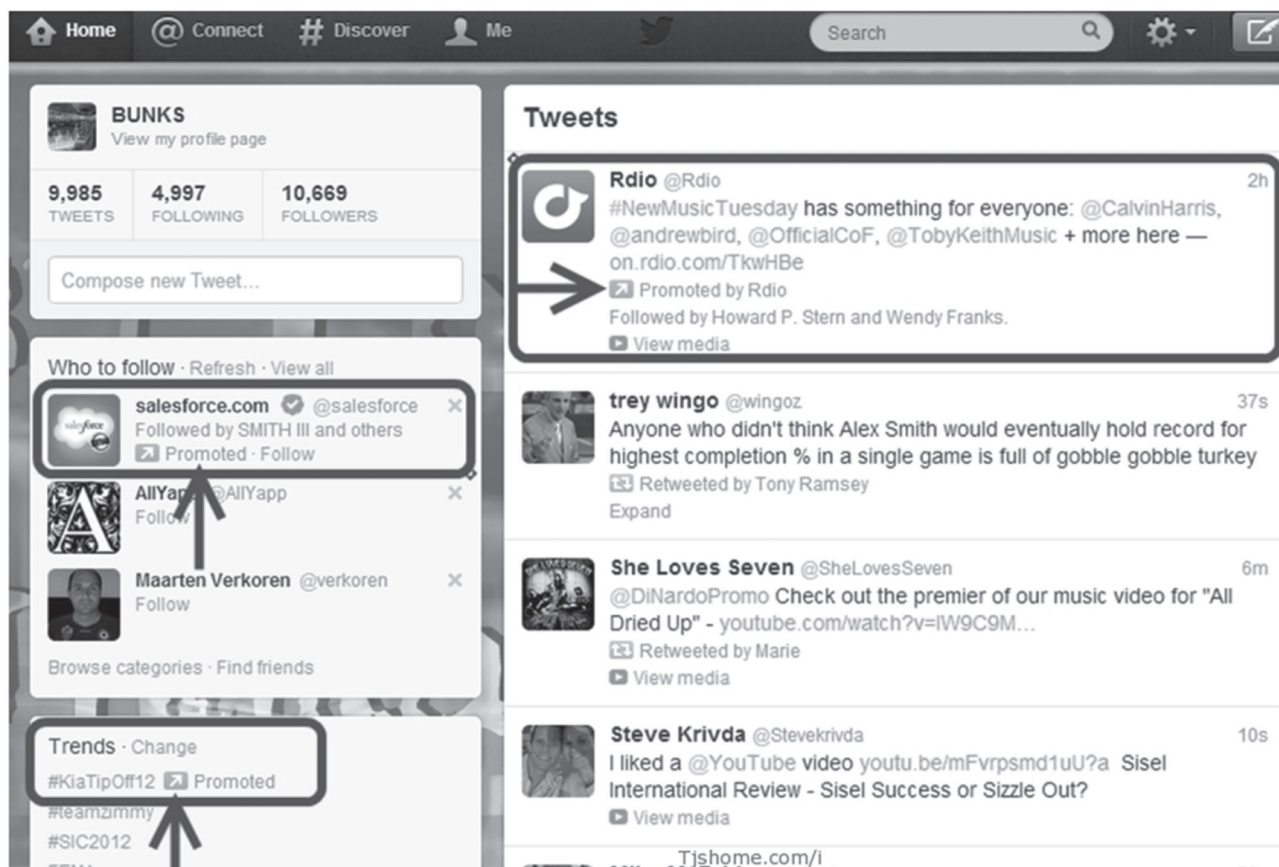 Home Connect Discover Me Search
BUNKS
View my profile page
9,985 4,997 10,669
TWEETS FOLLOWING FOLLOWERS
Compose new Tweet...
Who to follow · Refresh · View all
salesforce.com @salesforce
Followed by SMITH III and others
Promoted · Follow
@AllYapp
Follow
Maarten Verkoren @verkoren
Follow
Browse categories · Find friends
Trends · Change
#KiaTipOff12 Promoted
#teamzimmy
#SIC2012
Tweets
Rdio @Rdio 2h
#NewMusicTuesday has something for everyone: @CalvinHarris,
@andrewbird, @OfficialCoF, @TobyKeithMusic + more here —
on.rdio.com/TkwHBe
Promoted by Rdio
Followed by Howard P. Stern and Wendy Franks.
View media
trey wingo @wingoz 37s
Anyone who didn't think Alex Smith would eventually hold record for
highest completion % in a single game is full of gobble gobble turkey
Retweeted by Tony Ramsey
Expand
She Loves Seven @SheLovesSeven 6m
@DiNardoPromo Check out the premier of our music video for "All
Dried Up" - youtube.com/watch?v=IW9C9M...
Retweeted by Marie
View media
Steve Krivda @Stevekrivda 10s
I liked a @YouTube video youtu.be/mFvrpsmd1uU?a Sisel
International Review - Sisel Success or Sizzle Out?
View media
Tjshome.com/i